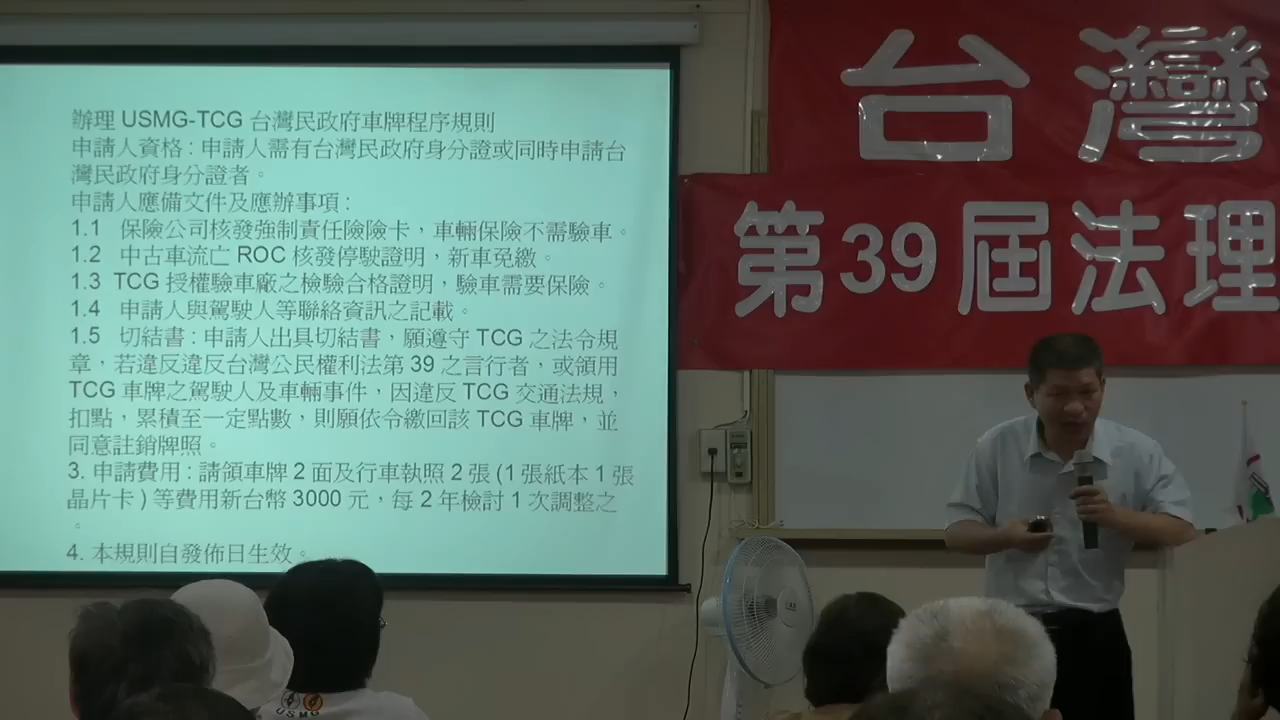 辦理 USMG-TCG 台灣民政府車牌程序規則
申請人資格 : 申請人需有台灣民政府身分證或同時申請台
灣民政府身分證者。
申請人應備文件及應辦事項 :
1.1 保險公司核發強制責任險險卡，車輛保險不需驗車。
1.2 中古車流亡 ROC 核發停駛證明，新車免繳。
1.3 TCG 授權驗車廠之檢驗合格證明，驗車需要保險。
1.4 申請人與駕駛人等聯絡資訊之記載。
1.5 切結書 : 申請人出具切結書，願遵守 TCG 之法令規
章，若違反違反台灣公民權利法第 39 之言行者，或領用
TCG 車牌之駕駛人及車輛事件，因違反 TCG 交通法規，
扣點，累積至一定點數，則願依令繳回該 TCG 車牌，並
同意註銷牌照。
3. 申請費用 : 請領車牌 2 面及行車執照 2 張 (1 張紙本 1 張
晶片卡 ) 等費用新台幣 3000 元，每 2 年檢討 1 次調整之
。
4. 本規則自發佈日生效。
台灣
第39屆法理
USMG